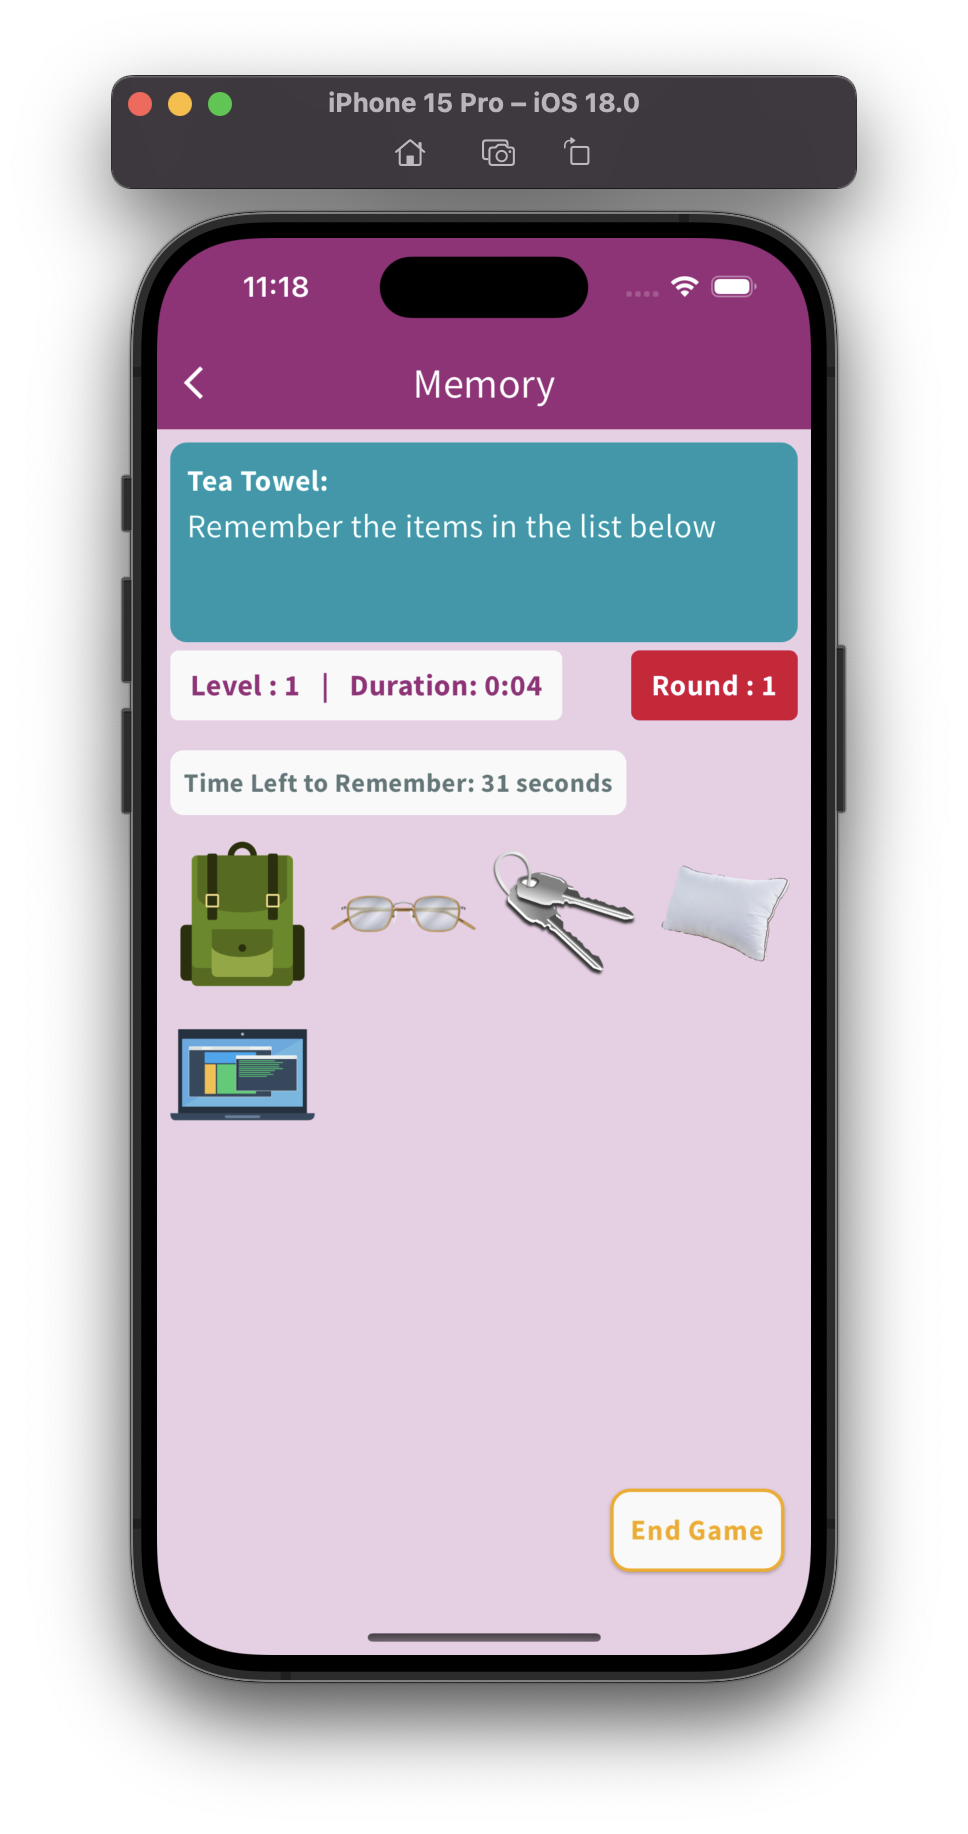 iPhone 15 Pro – iOS 18.0
11:18
Memory
Tea Towel:
Remember the items in the list below
Level : 1 | Duration: 0:04
Round : 1
Time Left to Remember: 31 seconds
End Game